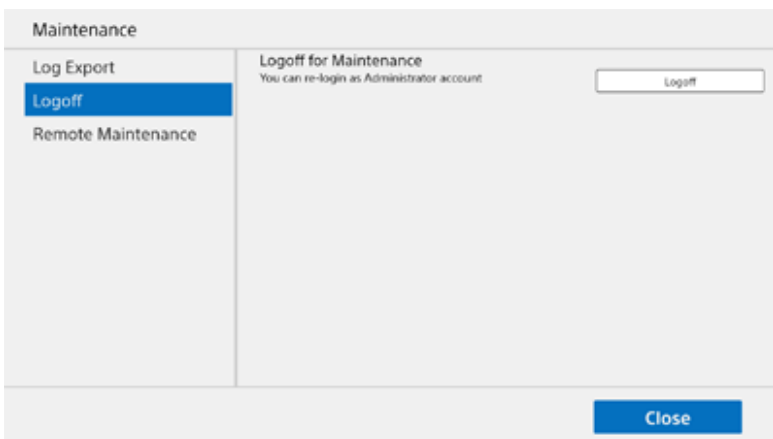 Maintenance
Log Export
Logoff
Remote Maintenance
Logoff for Maintenance
You can re-login as Administrator account
Logoff
Close